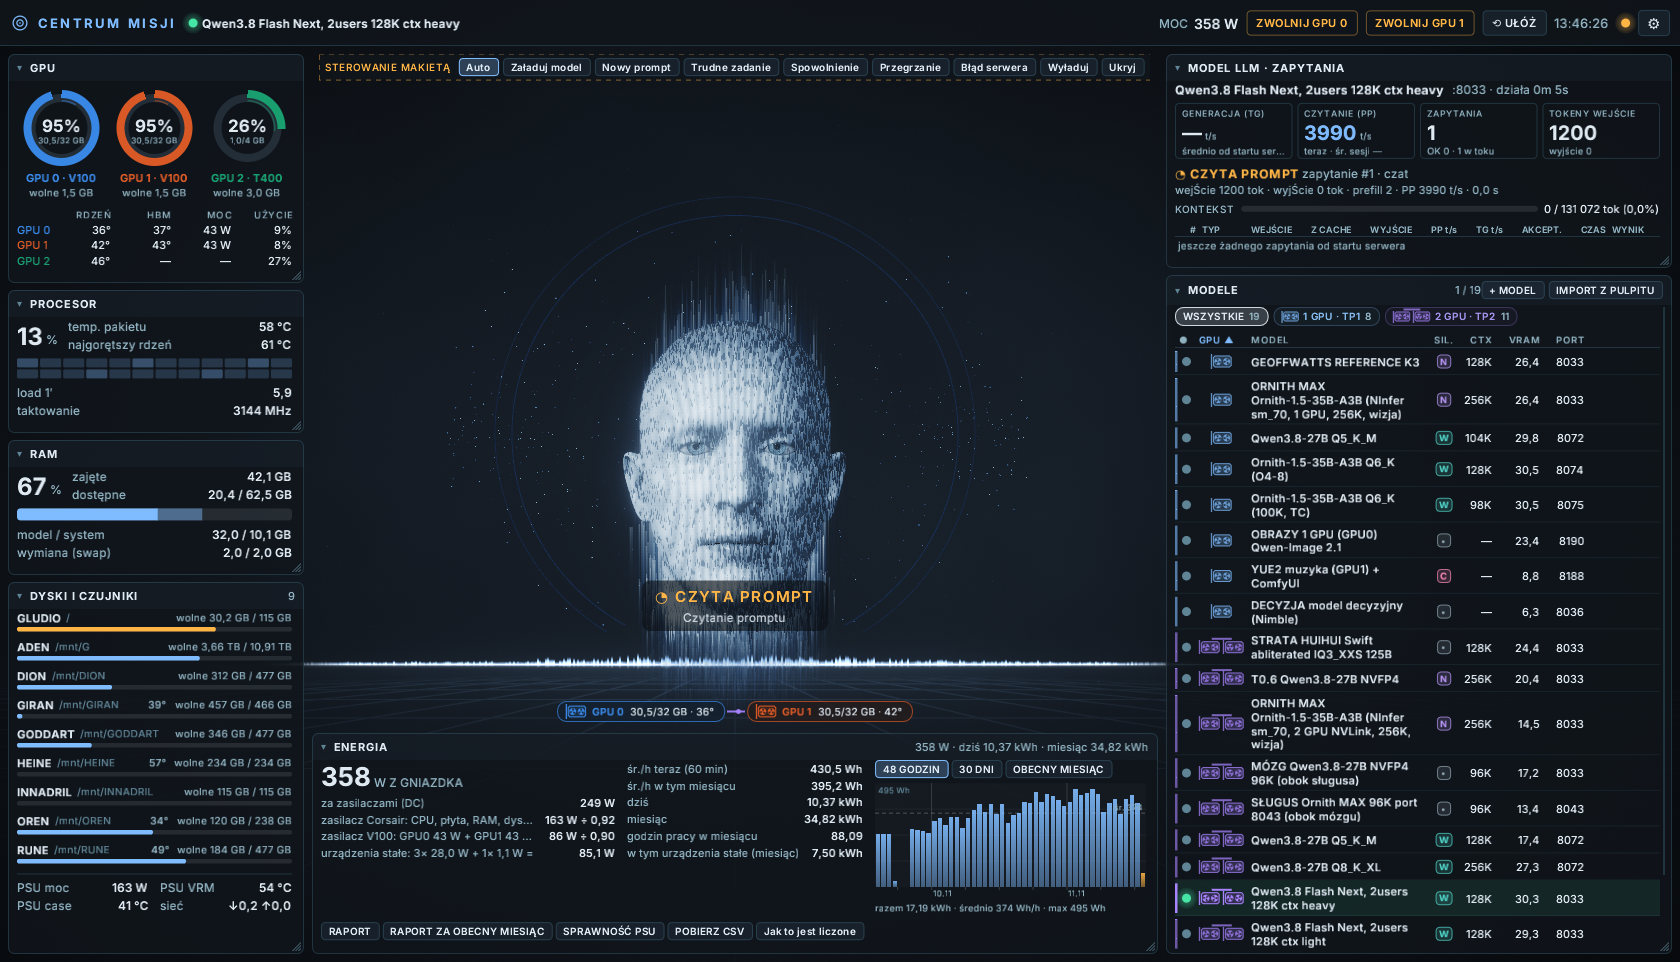 CENTRUM MISJI
Qwen3.8 Flash Next, 2users 128K ctx heavy
MOC 358 W
ZWOLNIJ GPU 0
ZWOLNIJ GPU 1
⟲ UŁÓŻ
13:46:26
GPU
95%
30,5/32 GB
95%
30,5/32 GB
26%
1,0/4 GB
GPU 0 · V100
GPU 1 · V100
GPU 2 · T400
wolne 1,5 GB
wolne 1,5 GB
wolne 3,0 GB
RDZEŃ HBM MOC UŻYCIE
GPU 0 36° 37° 43 W 9%
GPU 1 42° 43° 43 W 8%
GPU 2 46° — — 27%
PROCESOR
13 %
temp. pakietu 58 °C
najgorętszy rdzeń 61 °C
load 1' 5,9
taktowanie 3144 MHz
RAM
67 %
zajęte 42,1 GB
dostępne 20,4 / 62,5 GB
model / system 32,0 / 10,1 GB
wymiana (swap) 2,0 / 2,0 GB
DYSKI I CZUJNIKI 9
GLUDIO / wolne 30,2 GB / 115 GB
ADEN /mnt/G wolne 3,66 TB / 10,91 TB
DION /mnt/DION wolne 312 GB / 477 GB
GIRAN /mnt/GIRAN 39° wolne 457 GB / 466 GB
GODDART /mnt/GODDART wolne 346 GB / 477 GB
HEINE /mnt/HEINE 57° wolne 234 GB / 234 GB
INNADRIL /mnt/INNADRIL wolne 115 GB / 115 GB
OREN /mnt/OREN 34° wolne 120 GB / 238 GB
RUNE /mnt/RUNE 49° wolne 184 GB / 477 GB
PSU moc 163 W PSU VRM 54 °C
PSU case 41 °C sieć ↓0,2 ↑0,0
STEROWANIE MAKIETĄ
Auto
Załaduj model
Nowy prompt
Trudne zadanie
Spowolnienie
Przegrzanie
Błąd serwera
Wyładuj
Ukryj
CZYTA PROMPT
Czytanie promptu
GPU 0 30,5/32 GB · 36°
GPU 1 30,5/32 GB · 42°
ENERGIA
358 W · dziś 10,37 kWh · miesiąc 34,82 kWh
358 W Z GNIAZDKA
za zasilaczami (DC) 249 W
zasilacz Corsair: CPU, płyta, RAM, dys... 163 W ÷ 0,92
zasilacz V100: GPU0 43 W + GPU1 43 ... 86 W ÷ 0,90
urządzenia stałe: 3× 28,0 W + 1× 1,1 W = 85,1 W
śr./h teraz (60 min) 430,5 Wh
śr./h w tym miesiącu 395,2 Wh
dziś 10,37 kWh
miesiąc 34,82 kWh
godzin pracy w miesiącu 88,09
w tym urządzenia stałe (miesiąc) 7,50 kWh
48 GODZIN
30 DNI
OBECNY MIESIĄC
495 Wh
10.11 11.11
razem 17,19 kWh · średnio 374 Wh/h · max 495 Wh
RAPORT
RAPORT ZA OBECNY MIESIĄC
SPRAWNOŚĆ PSU
POBIERZ CSV
Jak to jest liczone
MODEL LLM · ZAPYTANIA
Qwen3.8 Flash Next, 2users 128K ctx heavy :8033 · działa 0m 5s
GENERACJA (TG)
— t/s
średnio od startu ser...
CZYTANIE (PP)
3990 t/s
teraz · śr. sesji —
ZAPYTANIA
1
OK 0 · 1 w toku
TOKENY WEJŚCIE
1200
wyjście 0
CZYTA PROMPT zapytanie #1 · czat
wejŚcie 1200 tok · wyjŚcie 0 tok · prefill 2 · PP 3990 t/s · 0,0 s
KONTEKST 0 / 131 072 tok (0,0%)
# TYP WEJŚCIE Z CACHE WYJŚCIE PP t/s TG t/s AKCEPT. CZAS WYNIK
jeszcze żadnego zapytania od startu serwera
MODELE
1 / 19
+ MODEL
IMPORT Z PULPITU
WSZYSTKIE 19
1 GPU · TP1 8
2 GPU · TP2 11
GPU ▲ MODEL SIL. CTX VRAM PORT
GEOFFWATTS REFERENCE K3 N 128K 26,4 8033
ORNITH MAX
Ornith-1.5-35B-A3B (NInfer N 256K 26,4 8033
sm_70, 1 GPU, 256K, wizja)
Qwen3.8-27B Q5_K_M W 104K 29,8 8072
Ornith-1.5-35B-A3B Q6_K
(O4-8) W 128K 30,5 8074
Ornith-1.5-35B-A3B Q6_K
(100K, TC) W 98K 30,5 8075
OBRAZY 1 GPU (GPU0)
Qwen-Image 2.1 — 23,4 8190
YUE2 muzyka (GPU1) +
ComfyUI C — 8,8 8188
DECYZJA model decyzyjny
(Nimble) — 6,3 8036
STRATA HUIHUI Swift
abliterated IQ3_XXS 125B 128K 24,4 8033
T0.6 Qwen3.8-27B NVFP4 N 256K 20,4 8033
ORNITH MAX
Ornith-1.5-35B-A3B (NInfer
sm_70, 2 GPU NVLink, 256K, N 256K 14,5 8033
wizja)
MÓZG Qwen3.8-27B NVFP4
96K (obok sługusa) 96K 17,2 8033
SŁUGUS Ornith MAX 96K port
8043 (obok mózgu) 96K 13,4 8043
Qwen3.8-27B Q5_K_M W 128K 17,4 8072
Qwen3.8-27B Q8_K_XL W 256K 27,3 8072
Qwen3.8 Flash Next, 2users
128K ctx heavy W 128K 30,3 8033
Qwen3.8 Flash Next, 2users
128K ctx light W 128K 29,3 8033